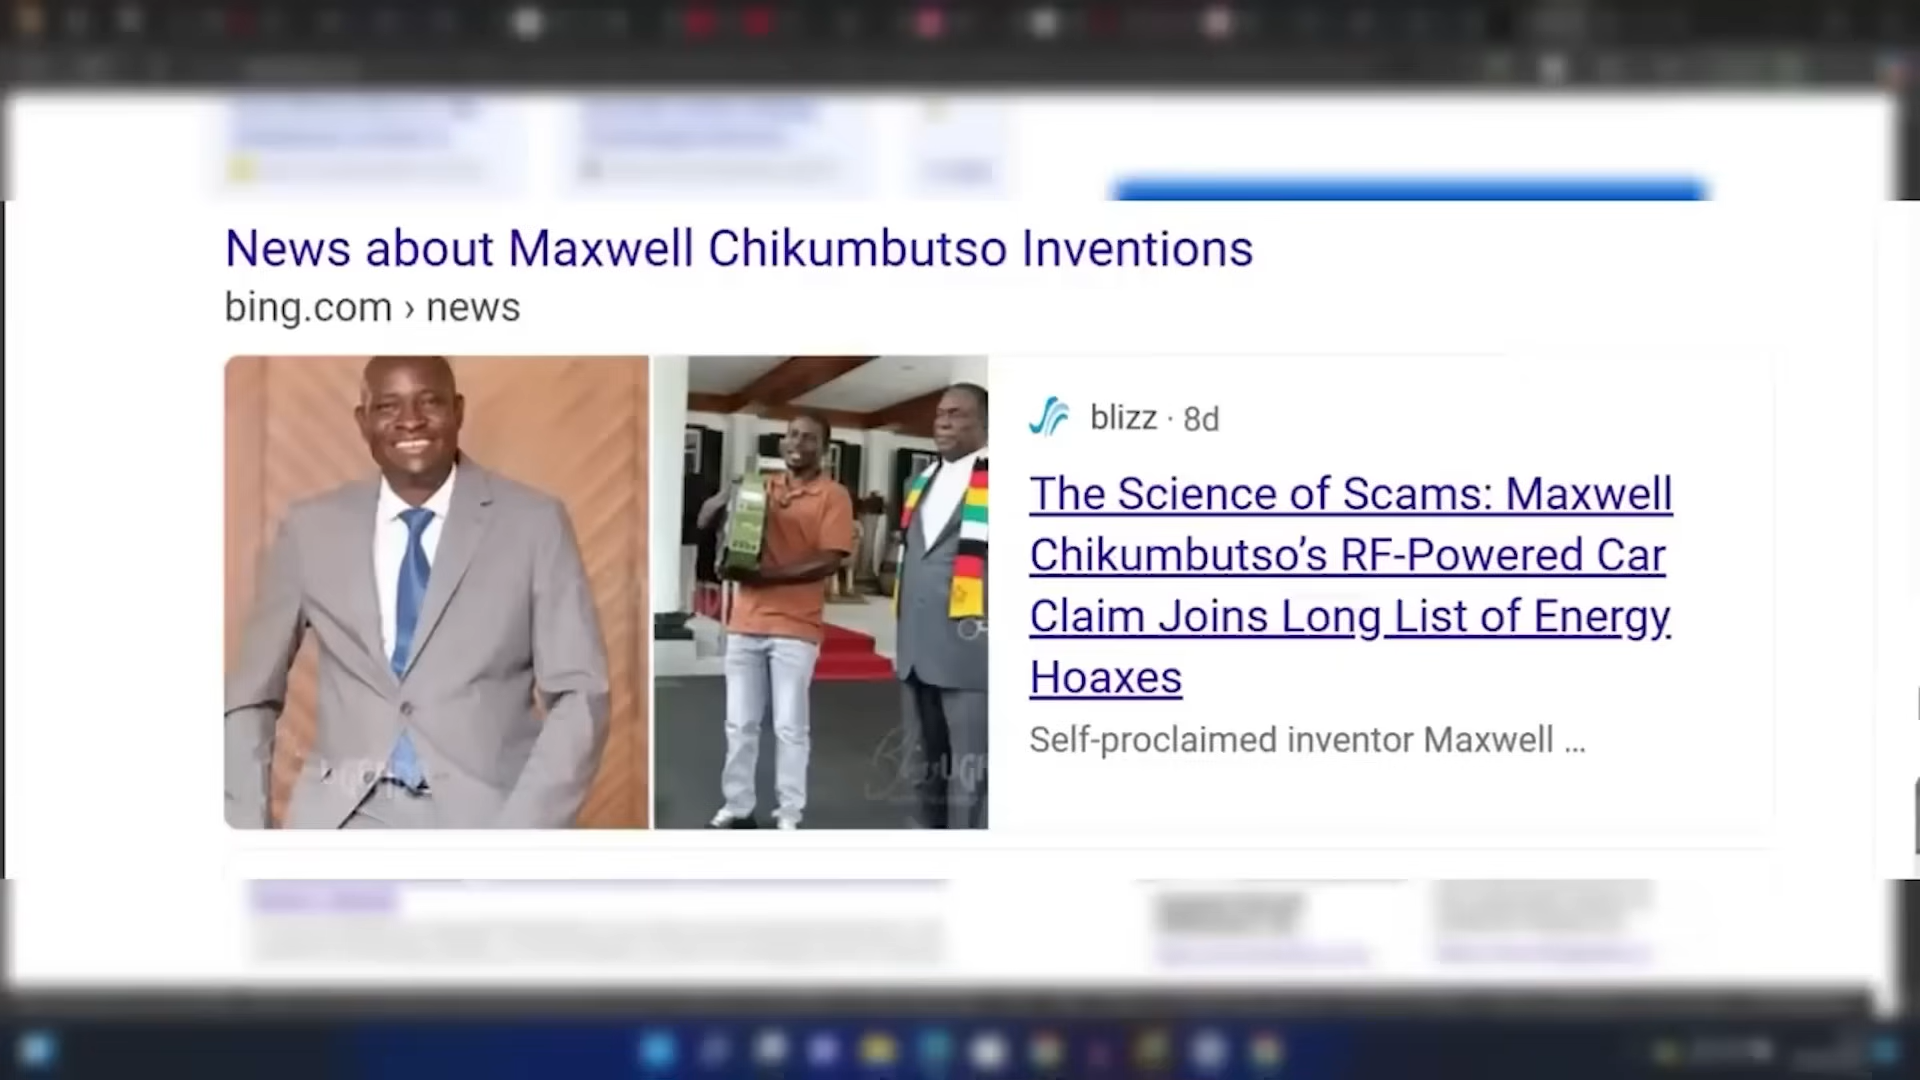 News about Maxwell Chikumbutso Inventions
bing.com › news
blizz · 8d
The Science of Scams: Maxwell
Chikumbutso’s RF-Powered Car
Claim Joins Long List of Energy
Hoaxes
Self-proclaimed inventor Maxwell ...